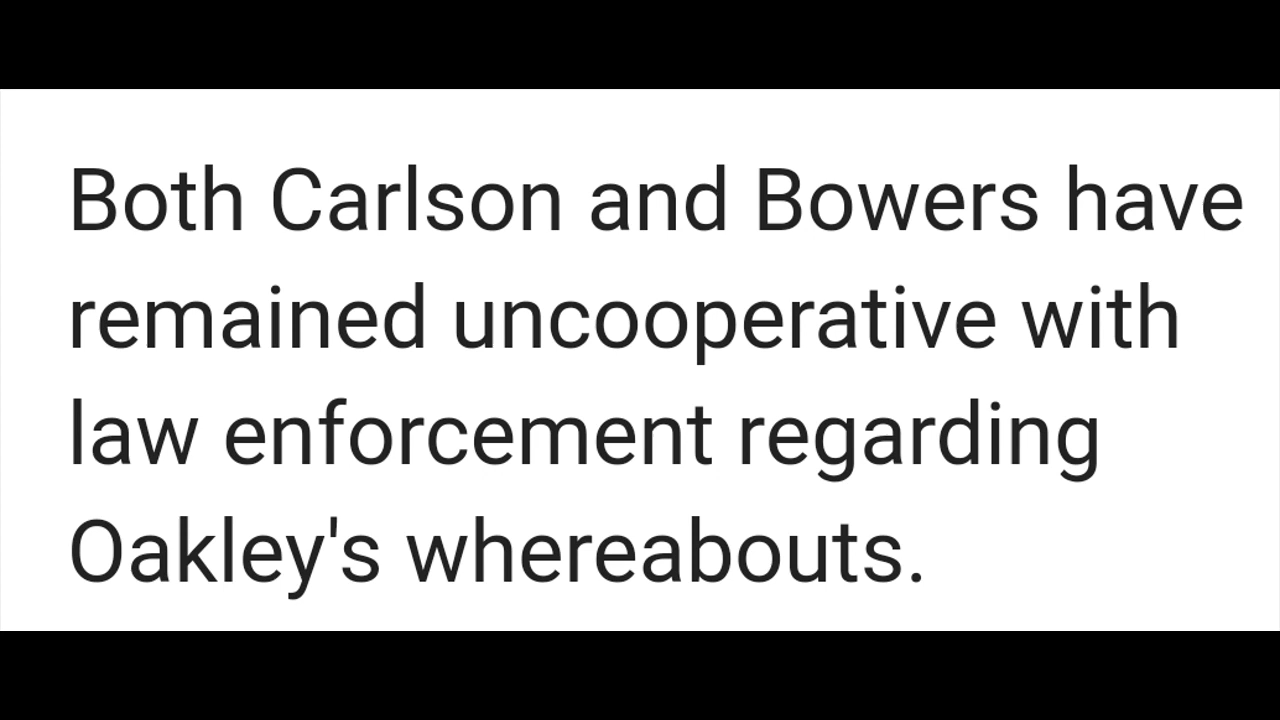 Both Carlson and Bowers have
remained uncooperative with
law enforcement regarding
Oakley's whereabouts.